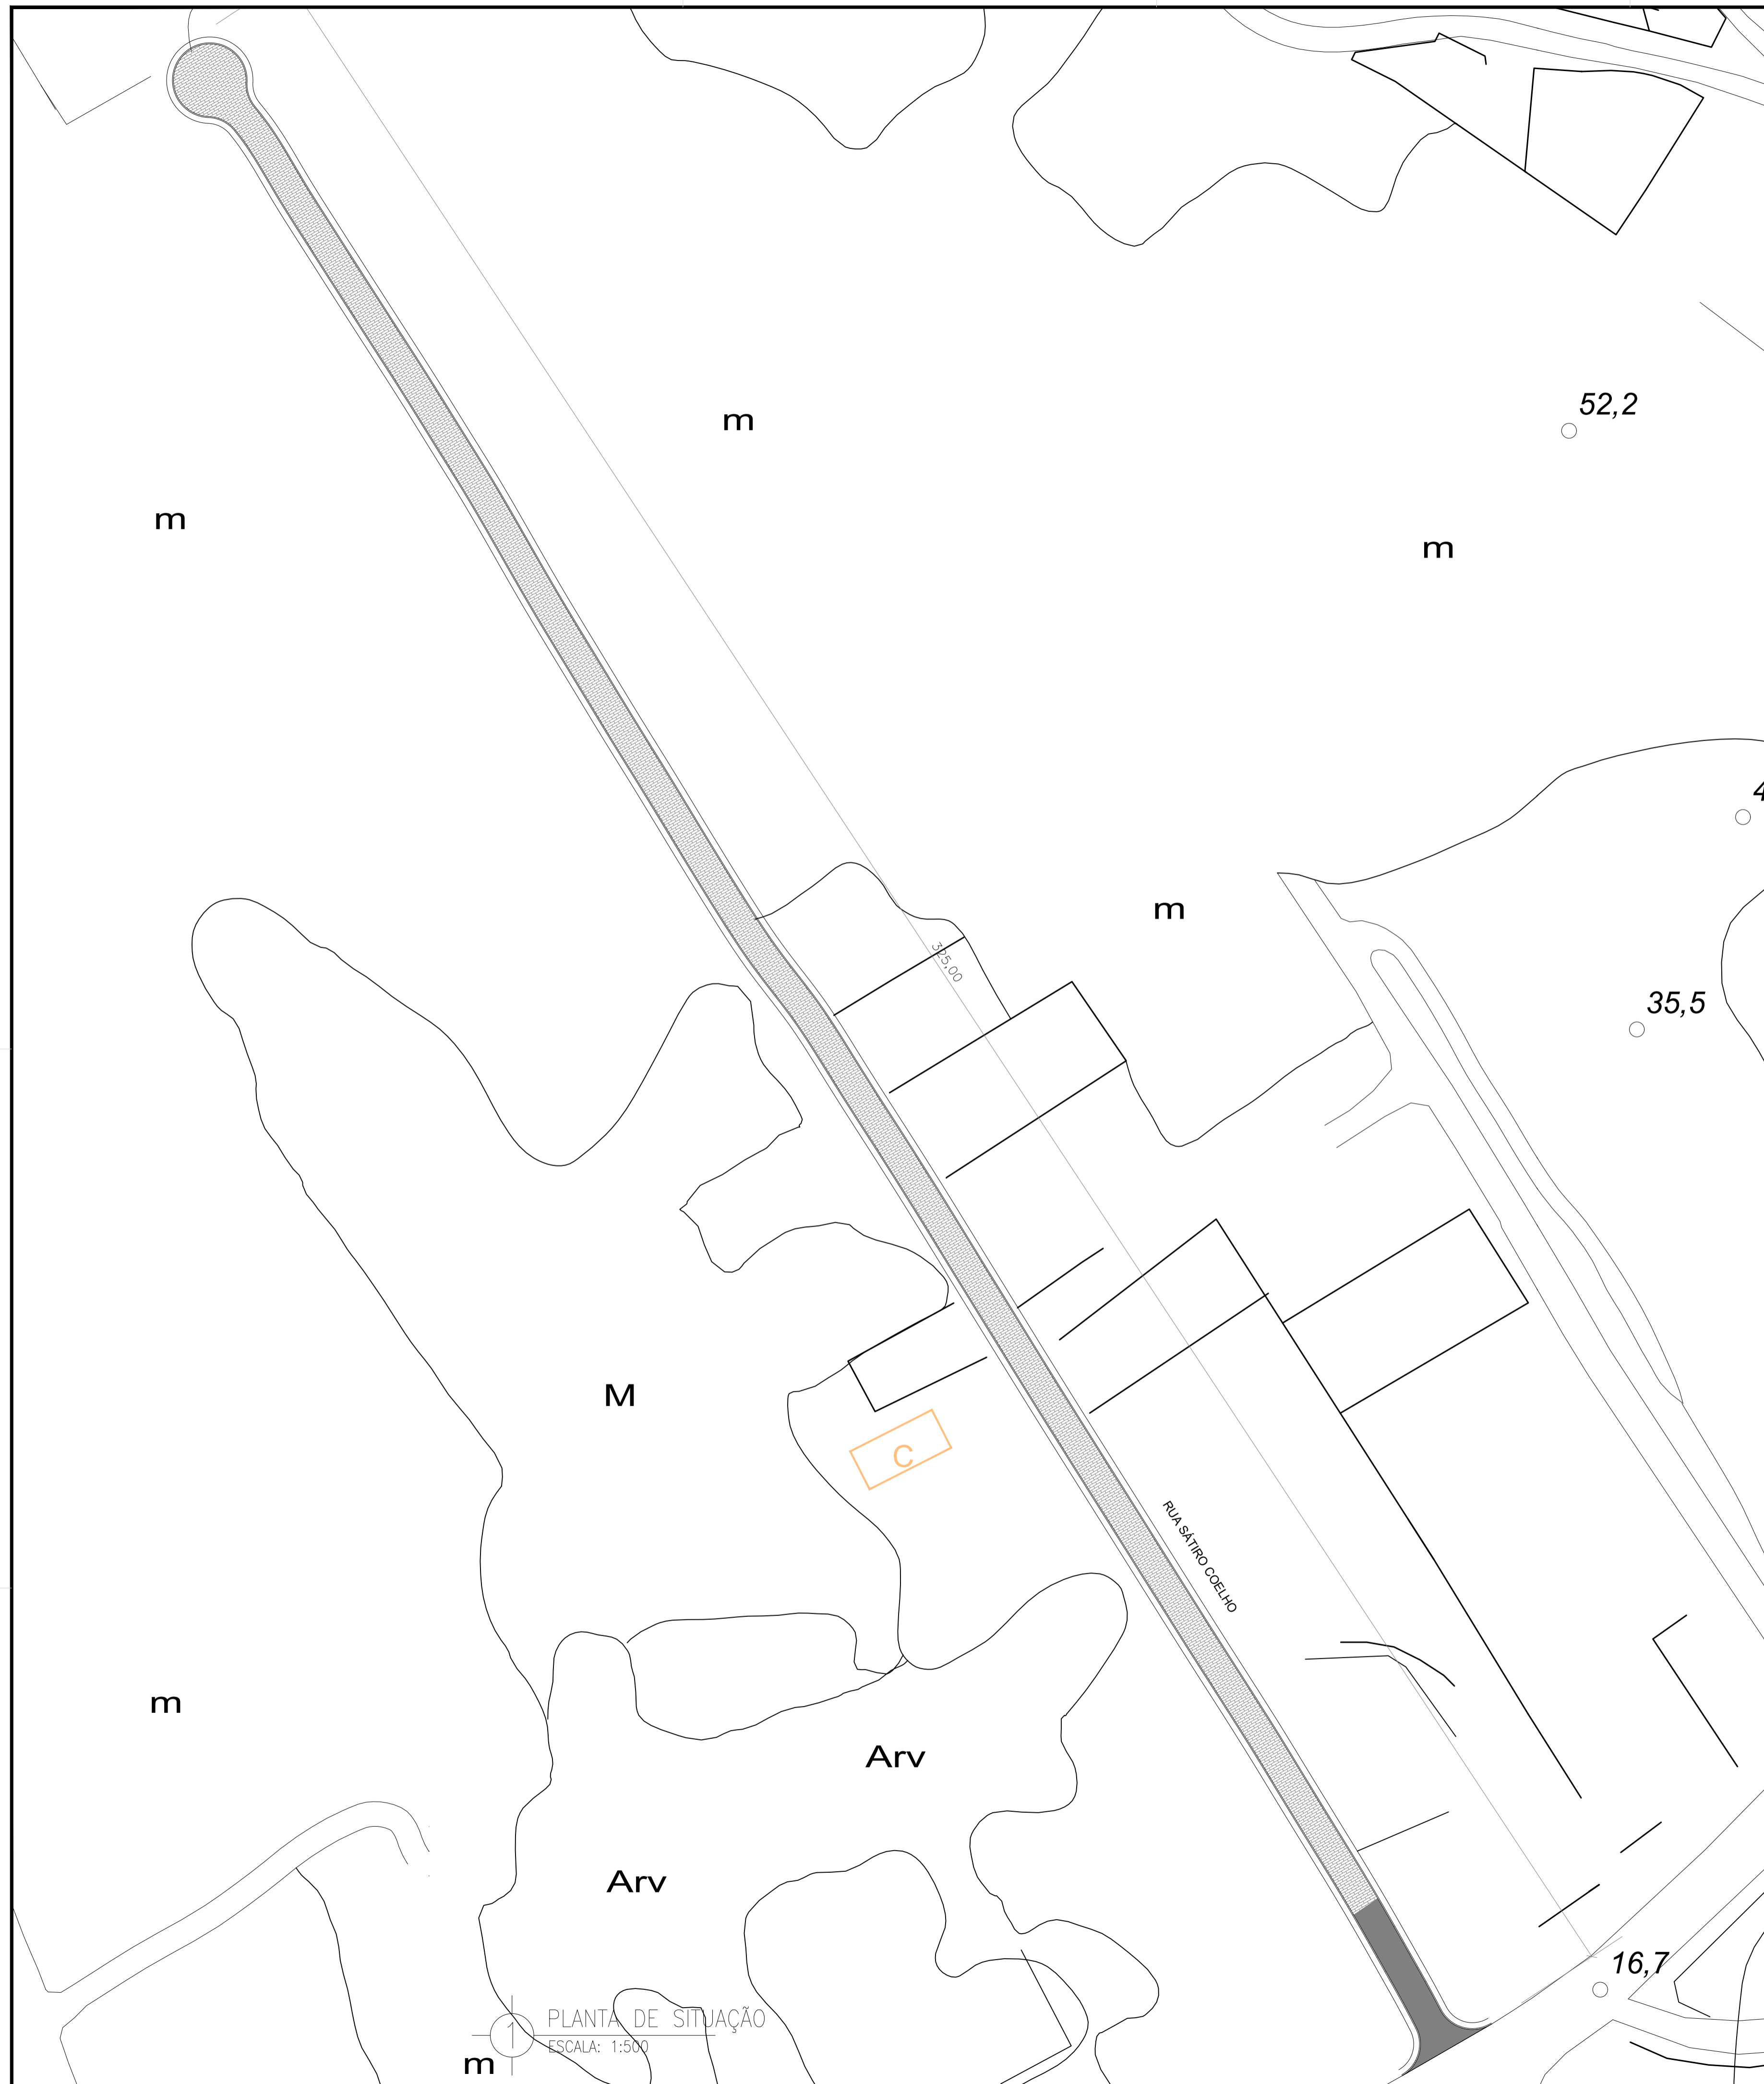 m
52,2
m
m
4
m
325,00
35,5
M
C
RUA SÁTIRO COELHO
m
Arv
Arv
16,7
1
PLANTA DE SITUAÇÃO
ESCALA: 1:500
m